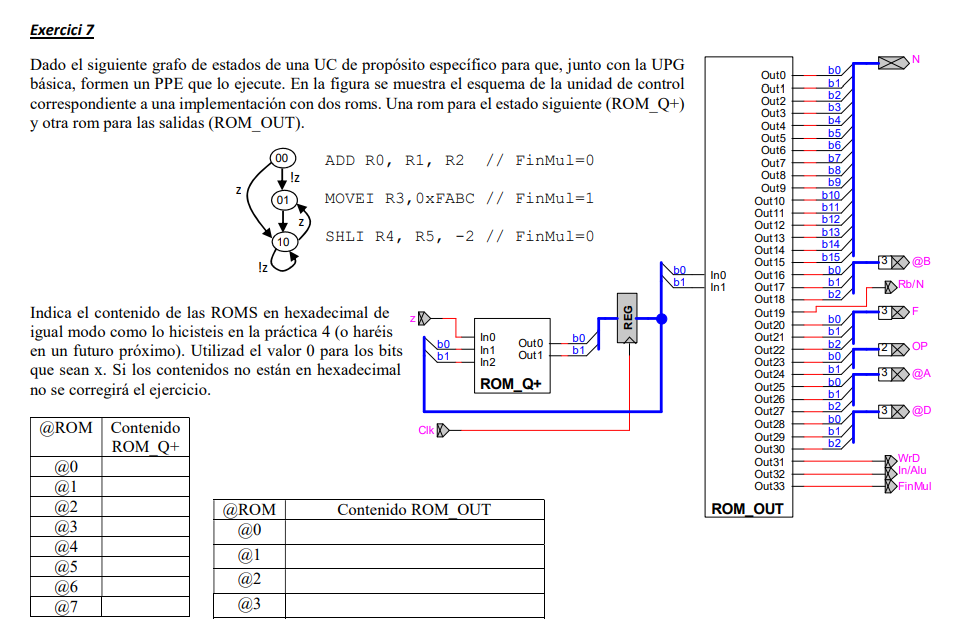 Exercici 7
Dado el siguiente grafo de estados de una UC de propósito específico para que, junto con la UPG
básica, formen un PPE que lo ejecute. En la figura se muestra el esquema de la unidad de control
correspondiente a una implementación con dos roms. Una rom para el estado siguiente (ROM_Q+)
y otra rom para las salidas (ROM_OUT).
00
ADD R0, R1, R2 // FinMul=0
!z
z
01
MOVEI R3,0xFABC // FinMul=1
z
10
SHLI R4, R5, -2 // FinMul=0
!z
Indica el contenido de las ROMS en hexadecimal de
igual modo como lo hicisteis en la práctica 4 (o haréis
en un futuro próximo). Utilizad el valor 0 para los bits
que sean x. Si los contenidos no están en hexadecimal
no se corregirá el ejercicio.
@ROM Contenido
ROM_Q+
@0
@1
@2
@3
@4
@5
@6
@7
@ROM Contenido ROM_OUT
@0
@1
@2
@3
z
b0
b1
In0
In1
In2
Out0
Out1
ROM_Q+
b0
b1
REG
Clk
b0
b1
In0
In1
Out0 b0
Out1 b1
Out2 b2
Out3 b3
Out4 b4
Out5 b5
Out6 b6
Out7 b7
Out8 b8
Out9 b9
Out10 b10
Out11 b11
Out12 b12
Out13 b13
Out14 b14
Out15 b15
Out16 b0
Out17 b1
Out18 b2
Out19
Out20 b0
Out21 b1
Out22 b2
Out23 b0
Out24 b1
Out25 b0
Out26 b1
Out27 b2
Out28 b0
Out29 b1
Out30 b2
Out31
Out32
Out33
ROM_OUT
N
3 @B
Rb/N
3 F
2 OP
3 @A
3 @D
WrD
In/Alu
FinMul